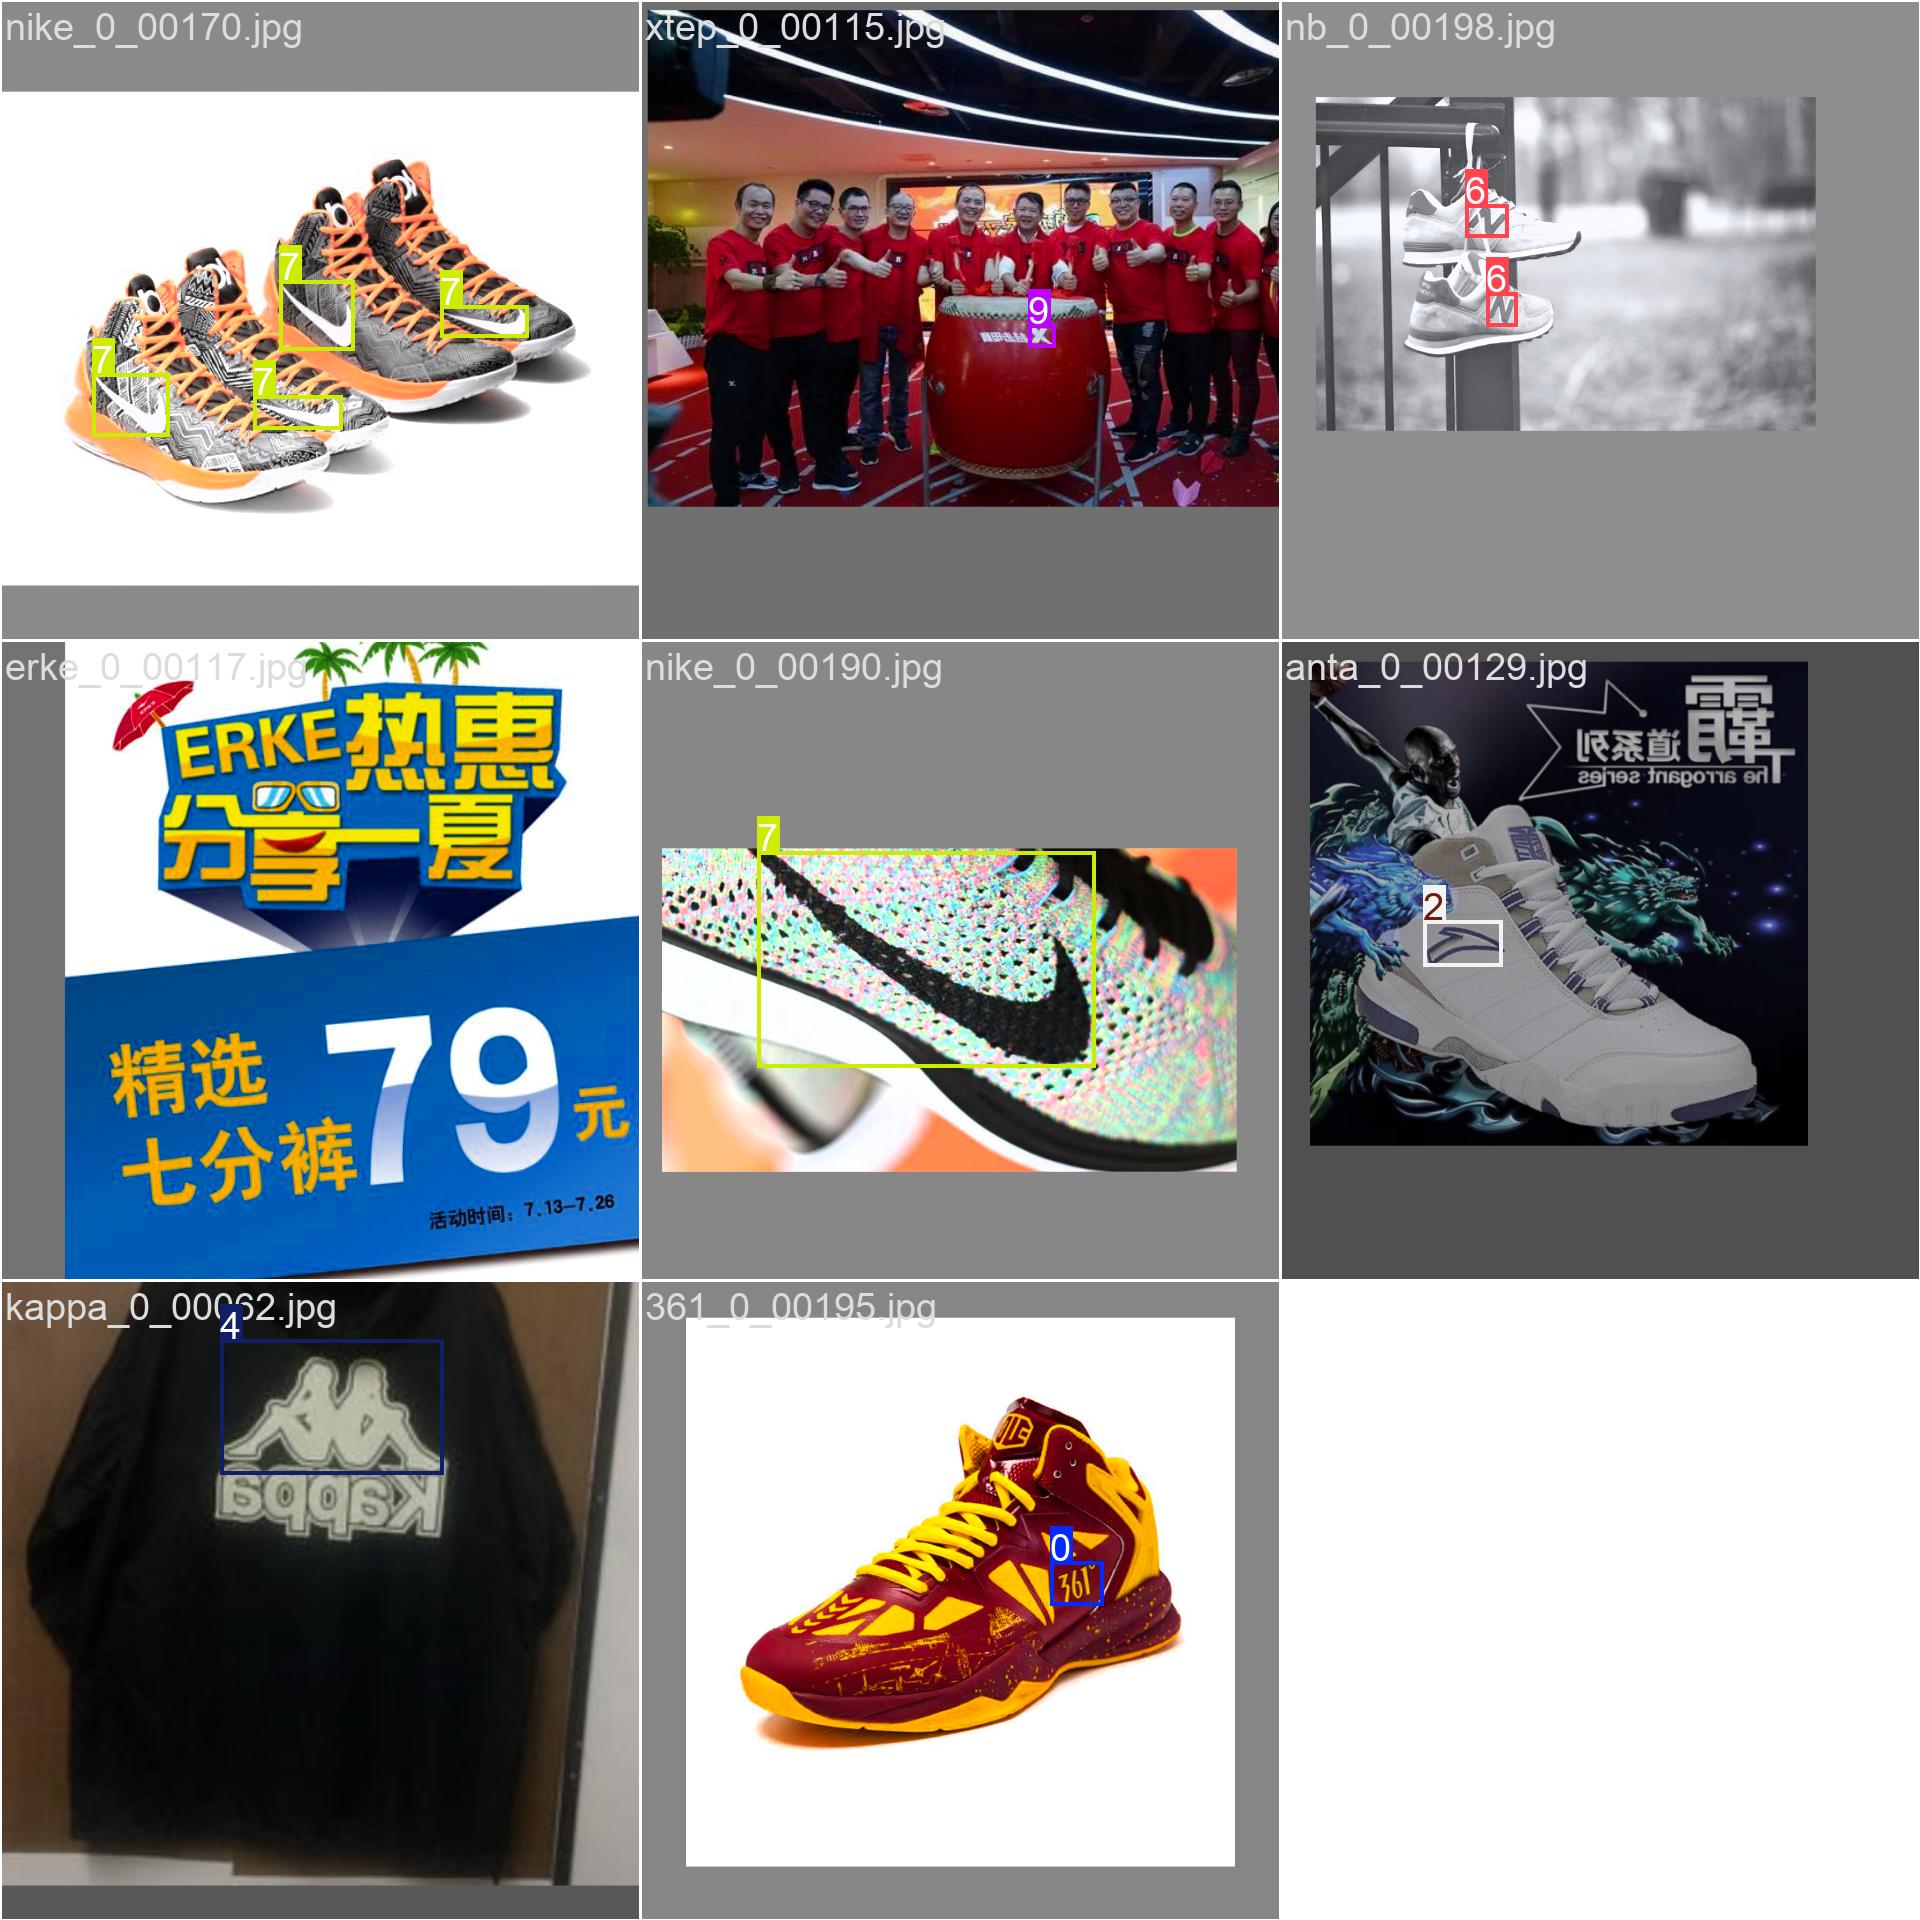 nike_0_00170.jpg
7
7
7
7
xtep_0_00115.jpg
9
nb_0_00198.jpg
6
6
N
N
erke_0_00117.jpg
ERKE热惠
分享一夏
精选
七分裤
79元
活动时间：7.13—7.26
nike_0_00190.jpg
7
anta_0_00129.jpg
霸
道系列
The arrogant series
2
kappa_0_00062.jpg
4
Kappa
361_0_00195.jpg
0
361°